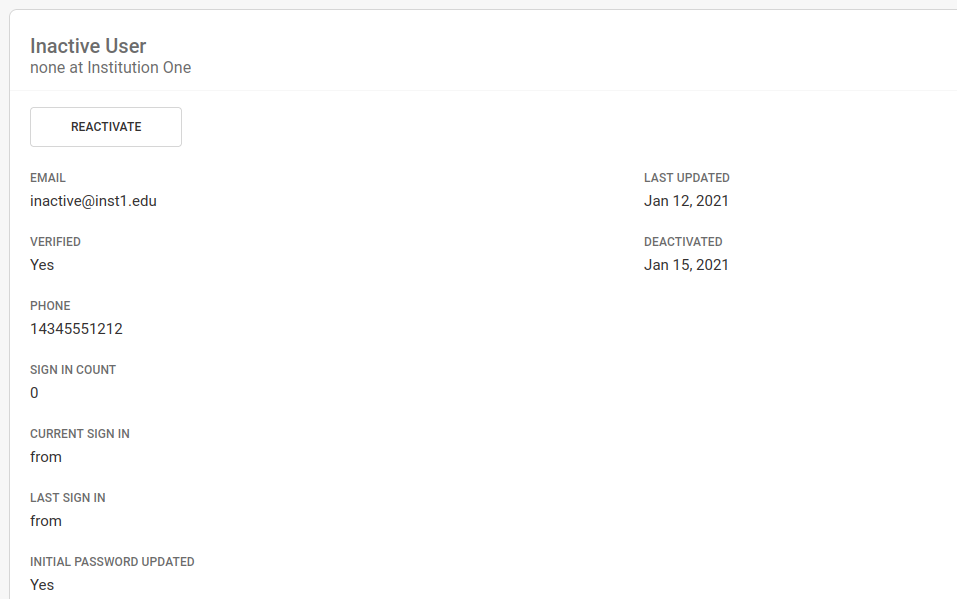 Inactive User
none at Institution One
REACTIVATE
EMAIL
inactive@inst1.edu
VERIFIED
Yes
PHONE
14345551212
SIGN IN COUNT
0
CURRENT SIGN IN
from
LAST SIGN IN
from
INITIAL PASSWORD UPDATED
Yes
LAST UPDATED
Jan 12, 2021
DEACTIVATED
Jan 15, 2021